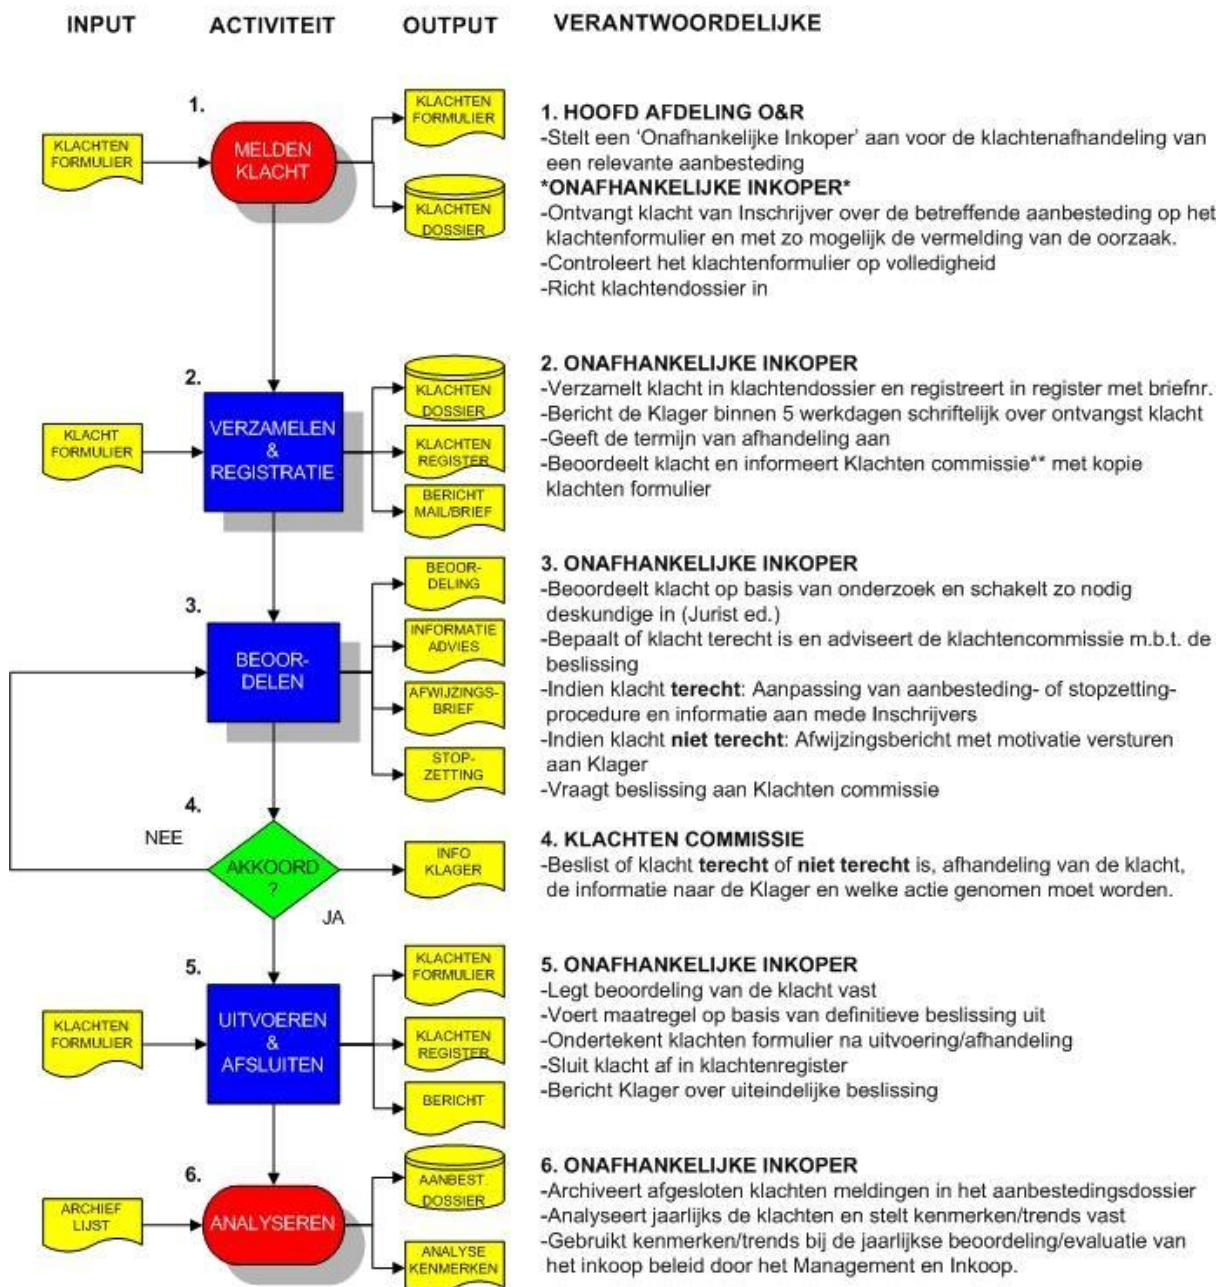 INPUT ACTIVITEIT OUTPUT VERANTWOORDELIJKE
1.
KLACHTEN
FORMULIER
MELDEN
KLACHT
KLACHTEN
FORMULIER
KLACHTEN
DOSSIER
1. HOOFD AFDELING O&R
-Stelt een ‘Onafhankelijke Inkoper’ aan voor de klachtenafhandeling van
een relevante aanbesteding
*ONAFHANKELIJKE INKOPER*
-Ontvangt klacht van Inschrijver over de betreffende aanbesteding op het
klachtenformulier en met zo mogelijk de vermelding van de oorzaak.
-Controleert het klachtenformulier op volledigheid
-Richt klachtendossier in
2.
KLACHT
FORMULIER
VERZAMELEN
&
REGISTRATIE
KLACHTEN
DOSSIER
KLACHTEN
REGISTER
BERICHT
MAIL/BRIEF
2. ONAFHANKELIJKE INKOPER
-Verzamelt klacht in klachtendossier en registreert in register met briefnr.
-Bericht de Klager binnen 5 werkdagen schriftelijk over ontvangst klacht
-Geeft de termijn van afhandeling aan
-Beoordeelt klacht en informeert Klachten commissie** met kopie
klachten formulier
3.
BEOOR-
DELEN
BEOOR-
DELING
INFORMATIE
ADVIES
AFWIJZINGS-
BRIEF
STOP-
ZETTING
3. ONAFHANKELIJKE INKOPER
-Beoordeelt klacht op basis van onderzoek en schakelt zo nodig
deskundige in (Jurist ed.)
-Bepaalt of klacht terecht is en adviseert de klachtencommissie m.b.t. de
beslissing
-Indien klacht terecht: Aanpassing van aanbesteding- of stopzetting-
procedure en informatie aan mede Inschrijvers
-Indien klacht niet terecht: Afwijzingsbericht met motivatie versturen
aan Klager
-Vraagt beslissing aan Klachten commissie
4.
NEE
AKKOORD
?
JA
INFO
KLAGER
4. KLACHTEN COMMISSIE
-Beslist of klacht terecht of niet terecht is, afhandeling van de klacht,
de informatie naar de Klager en welke actie genomen moet worden.
5.
KLACHTEN
FORMULIER
UITVOEREN
&
AFSLUITEN
KLACHTEN
FORMULIER
KLACHTEN
REGISTER
BERICHT
5. ONAFHANKELIJKE INKOPER
-Legt beoordeling van de klacht vast
-Voert maatregel op basis van definitieve beslissing uit
-Ondertekent klachten formulier na uitvoering/afhandeling
-Sluit klacht af in klachtenregister
-Bericht Klager over uiteindelijke beslissing
6.
ARCHIEF
LIJST
ANALYSEREN
AANBEST.
DOSSIER
ANALYSE
KENMERKEN
6. ONAFHANKELIJKE INKOPER
-Archiveert afgesloten klachten meldingen in het aanbestedingsdossier
-Analyseert jaarlijks de klachten en stelt kenmerken/trends vast
-Gebruikt kenmerken/trends bij de jaarlijkse beoordeling/evaluatie van
het inkoop beleid door het Management en Inkoop.